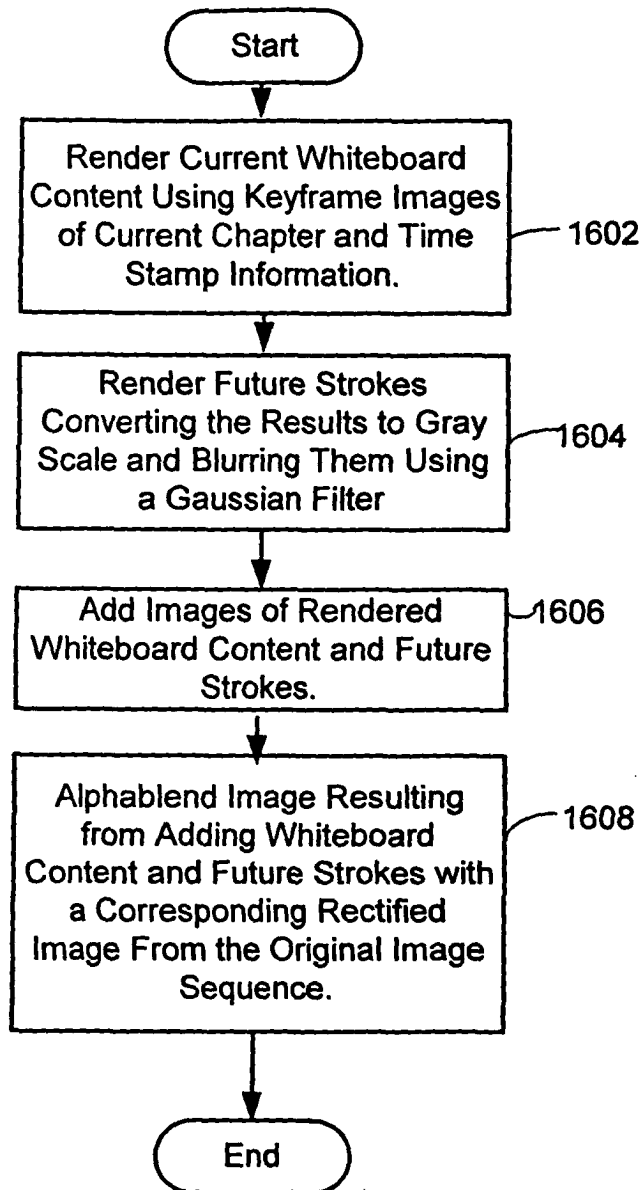 Start
Render Current Whiteboard
Content Using Keyframe Images
of Current Chapter and Time
Stamp Information.
1602
Render Future Strokes
Converting the Results to Gray
Scale and Blurring Them Using
a Gaussian Filter
1604
Add Images of Rendered
Whiteboard Content and Future
Strokes.
1606
Alphablend Image Resulting
from Adding Whiteboard
Content and Future Strokes with
a Corresponding Rectified
Image From the Original Image
Sequence.
1608
End